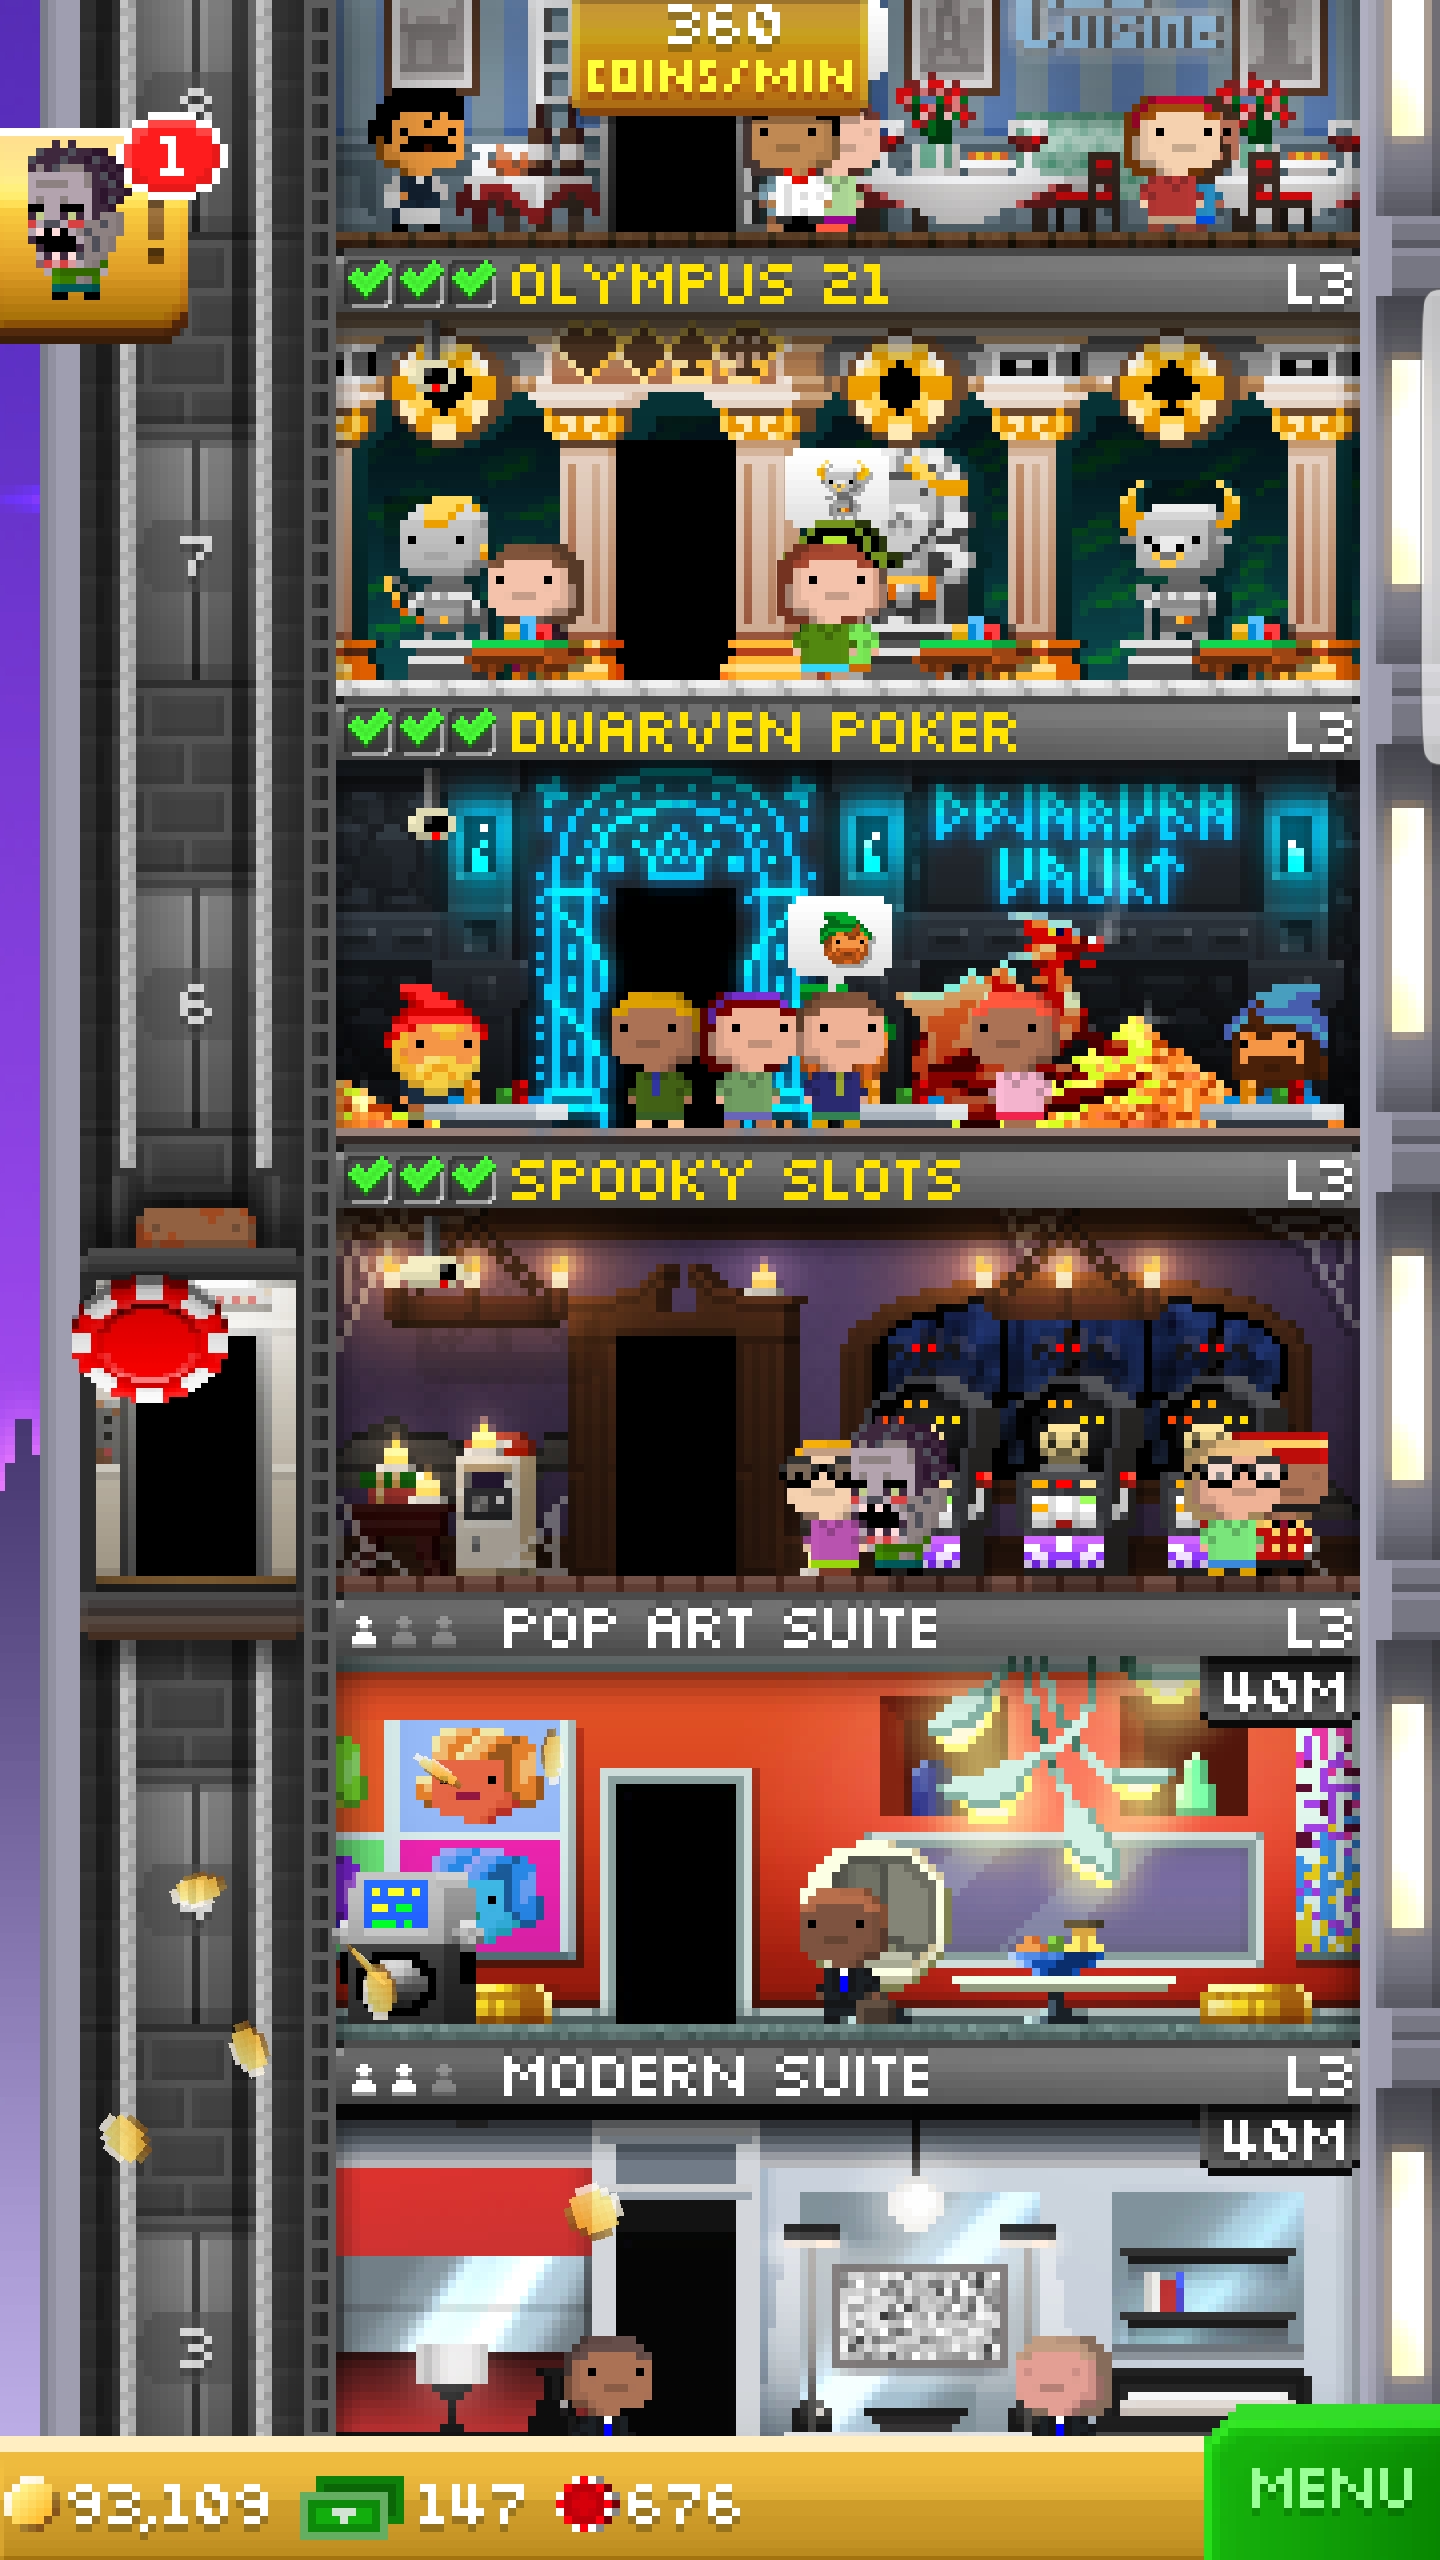 Cuisine
360
COINS/MIN
1
!
OLYMPUS 21
L3
7
DWARVEN POKER
L3
DWARVEN
VAULT
6
SPOOKY SLOTS
L3
POP ART SUITE
L3
40M
MODERN SUITE
L3
40M
3
93,109
147
676
MENU